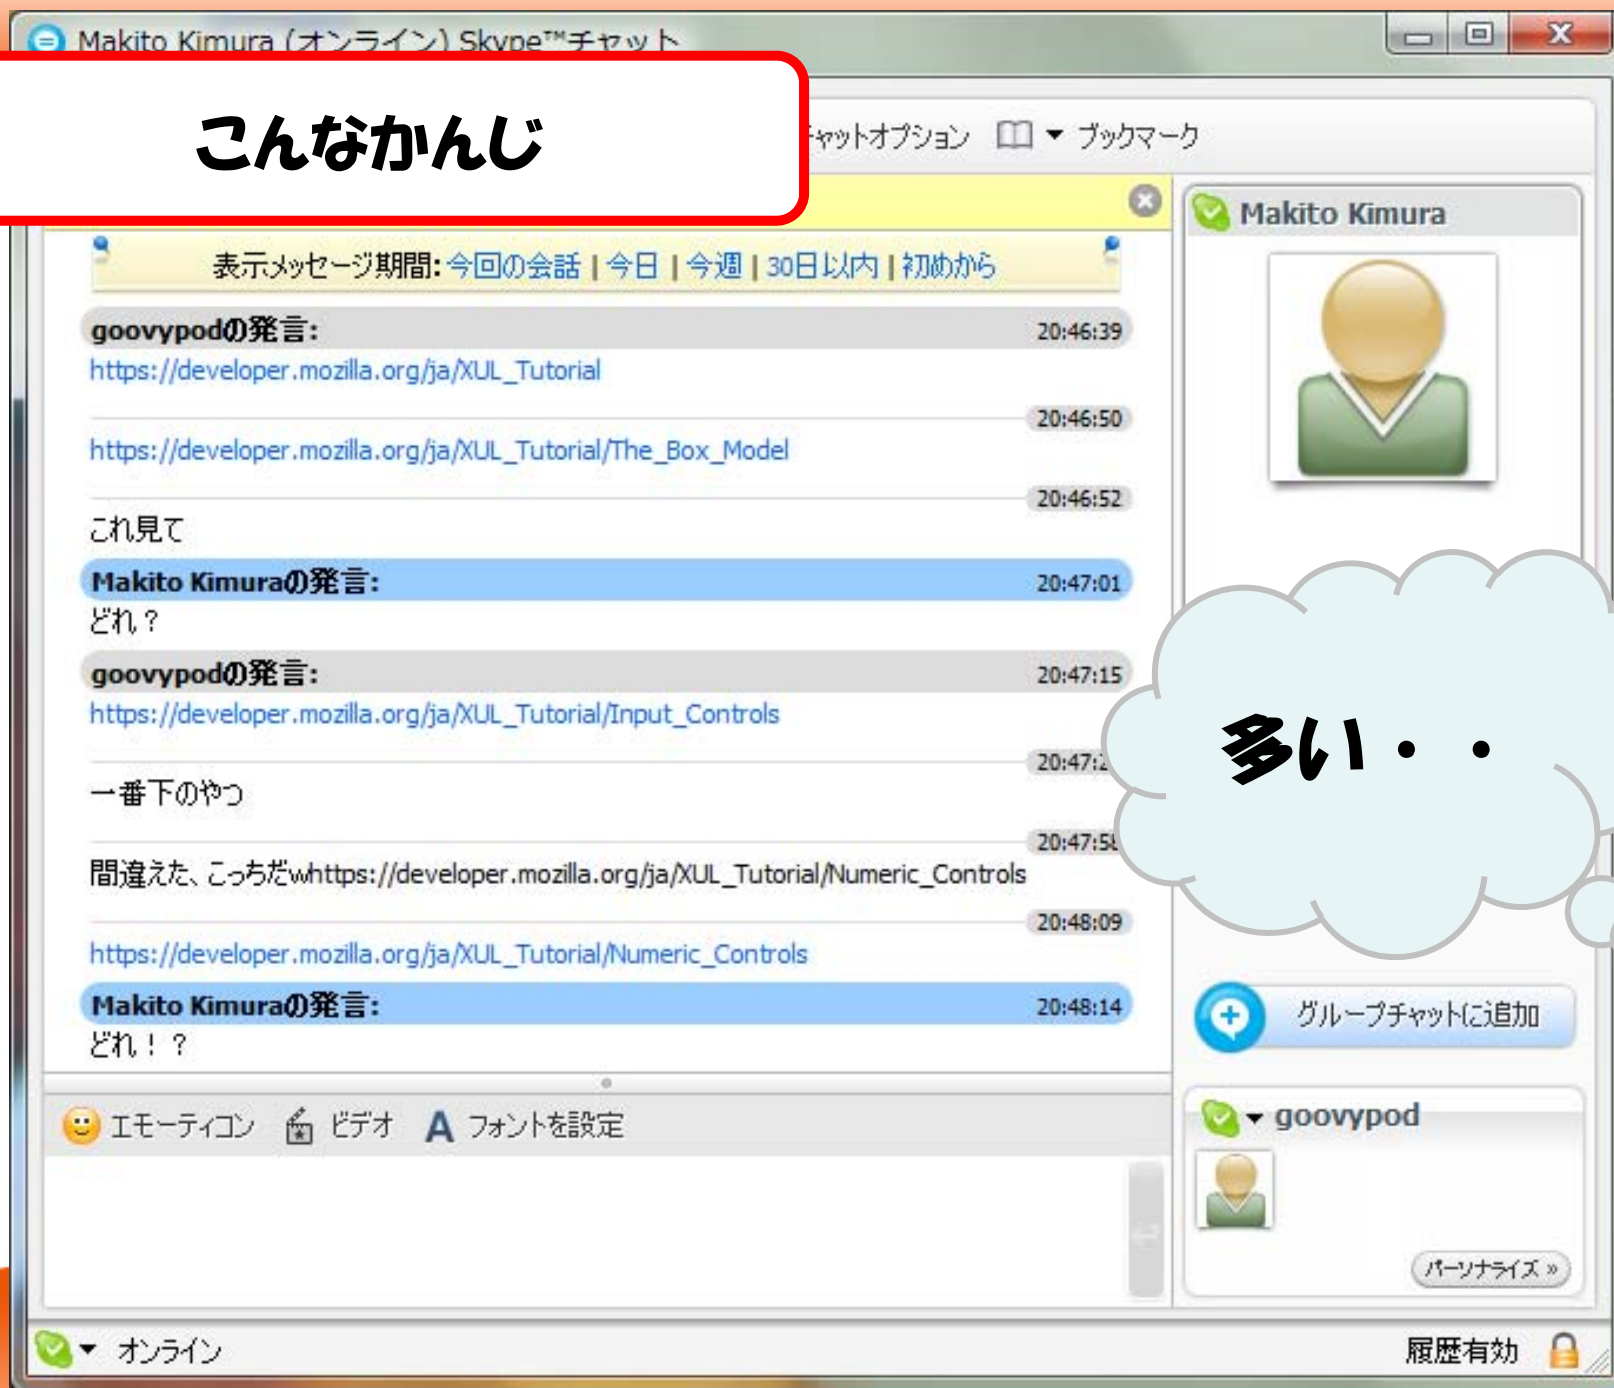 Makito Kimura (オンライン) Skype™チャット
こんなかんじ
チャットオプション ブックマーク
Makito Kimura
表示メッセージ期間: 今回の会話 | 今日 | 今週 | 30日以内 | 初めから
goovypodの発言: 20:46:39
https://developer.mozilla.org/ja/XUL_Tutorial
20:46:50
https://developer.mozilla.org/ja/XUL_Tutorial/The_Box_Model
20:46:52
これ見て
Makito Kimuraの発言: 20:47:01
どれ？
goovypodの発言: 20:47:15
https://developer.mozilla.org/ja/XUL_Tutorial/Input_Controls
一番下のやつ
多い・・
間違えた、こっちだwhttps://developer.mozilla.org/ja/XUL_Tutorial/Numeric_Controls
20:48:09
https://developer.mozilla.org/ja/XUL_Tutorial/Numeric_Controls
Makito Kimuraの発言: 20:48:14
どれ！？
グループチャットに追加
エモーティコン ビデオ A フォントを設定
goovypod
パーソナライズ »
オンライン
履歴有効